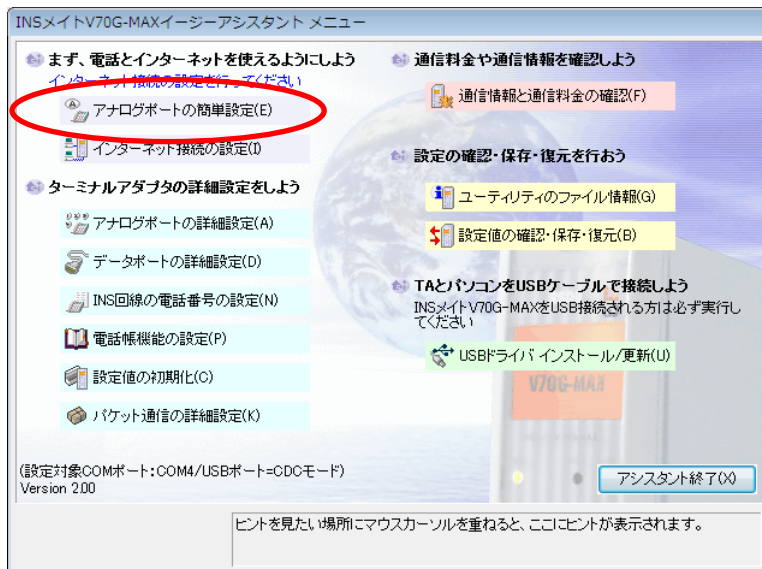 INSメイトV70G-MAXイージーアシスタント メニュー
まず、電話とインターネットを使えるようにしよう
インターネット接続の設定を行ってください
アナログポートの簡単設定(E)
インターネット接続の設定(I)
ターミナルアダプタの詳細設定をしよう
アナログポートの詳細設定(A)
データポートの詳細設定(D)
INS回線の電話番号の設定(N)
電話帳機能の設定(P)
設定値の初期化(C)
パケット通信の詳細設定(K)
(設定対象COMポート:COM4/USBポート=CDCモード)
Version 2.00
通信料金や通信情報を確認しよう
通信情報と通信料金の確認(F)
設定の確認・保存・復元を行おう
ユーティリティのファイル情報(G)
設定値の確認・保存・復元(B)
TAとパソコンをUSBケーブルで接続しよう
INSメイトV70G-MAXをUSB接続される方は必ず実行し
てください
USBドライバ インストール/更新(U)
V70G-MAX
アシスタント終了(X)
ヒントを見たい場所にマウスカーソルを重ねると、ここにヒントが表示されます。